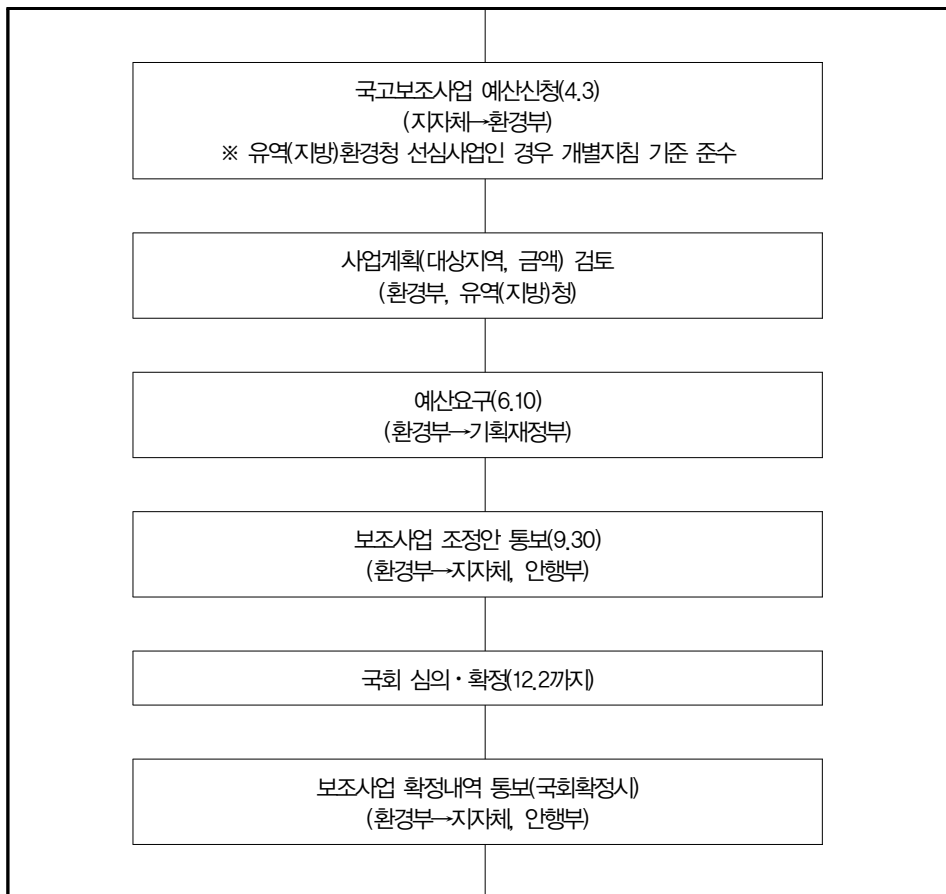 국고보조사업 예산신청(4.3)
(지자체→환경부)
※ 유역(지방)환경청 선심사업인 경우 개별지침 기준 준수
사업계획(대상지역, 금액) 검토
(환경부, 유역(지방)청)
예산요구(6.10)
(환경부→기획재정부)
보조사업 조정안 통보(9.30)
(환경부→지자체, 안행부)
국회 심의・확정(12.2까지)
보조사업 확정내역 통보(국회확정시)
(환경부→지자체, 안행부)